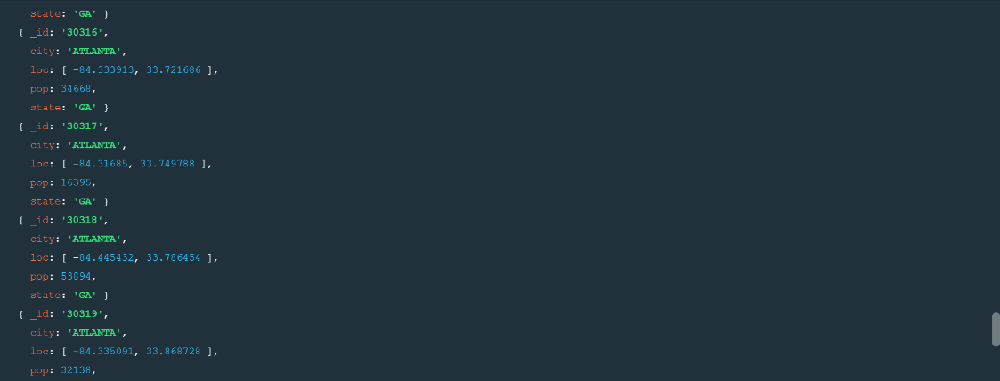 state: 'GA' }
{ _id: '30316',
city: 'ATLANTA',
loc: [ -84.333913, 33.721686 ],
pop: 34668,
state: 'GA' }
{ _id: '30317',
city: 'ATLANTA',
loc: [ -84.31685, 33.749788 ],
pop: 16395,
state: 'GA' }
{ _id: '30318',
city: 'ATLANTA',
loc: [ -84.445432, 33.786454 ],
pop: 53894,
state: 'GA' }
{ _id: '30319',
city: 'ATLANTA',
loc: [ -84.335091, 33.868728 ],
pop: 32138,